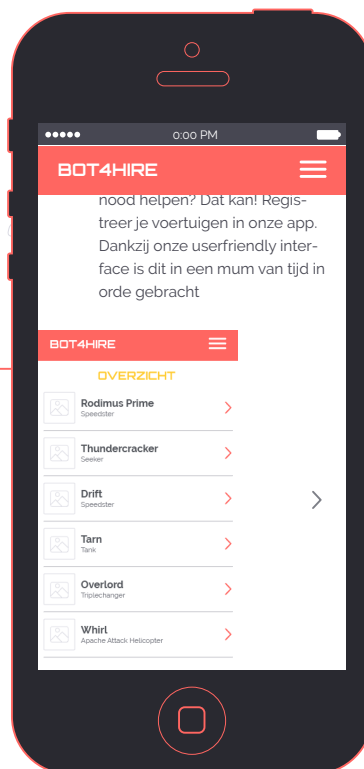 0:00 PM
BOT4HIRE
nood helpen? Dat kan! Regis-
treer je voertuigen in onze app.
Dankzij onze userfriendly inter-
face is dit in een mum van tijd in
orde gebracht
BOT4HIRE
OVERZICHT
Rodimus Prime
Speedster
Thundercracker
Seeker
Drift
Speedster
Tarn
Tank
Overlord
Triplechanger
Whirl
Apache Attack Helicopter